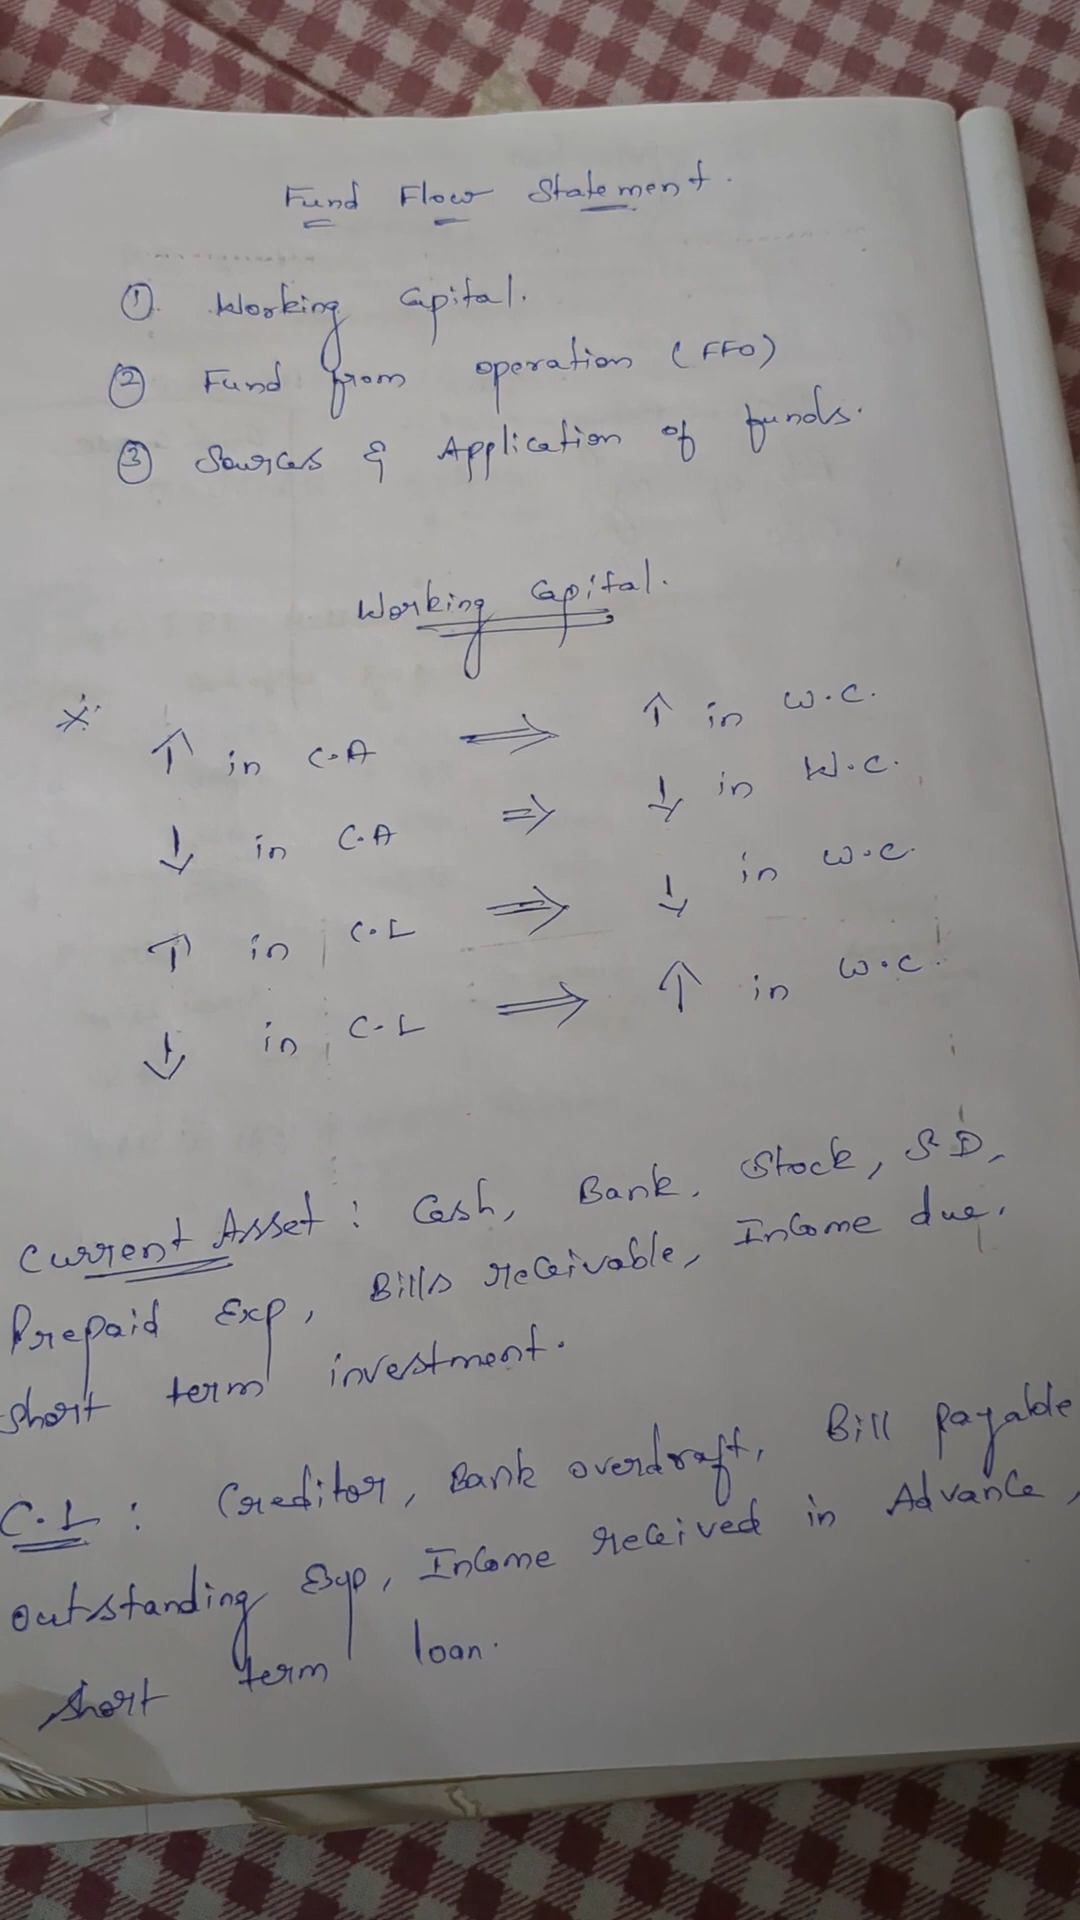 Fund Flow Statement.
① Working Capital.
② Fund from operation (FFO)
③ Sources & Application of funds.
Working Capital.
↑ in C.A ⇒ ↑ in W.C.
↓ in C.A ⇒ ↓ in W.C.
↑ in C.L ⇒ ↓ in W.C.
↓ in C.L ⇒ ↑ in W.C.
Current Asset : Cash, Bank, Stock, S.D,
Prepaid Exp, Bills receivable, Income due,
short term investment.
C.L : Creditor, Bank overdraft, Bill payable
outstanding Exp, Income received in Advance,
short term loan.